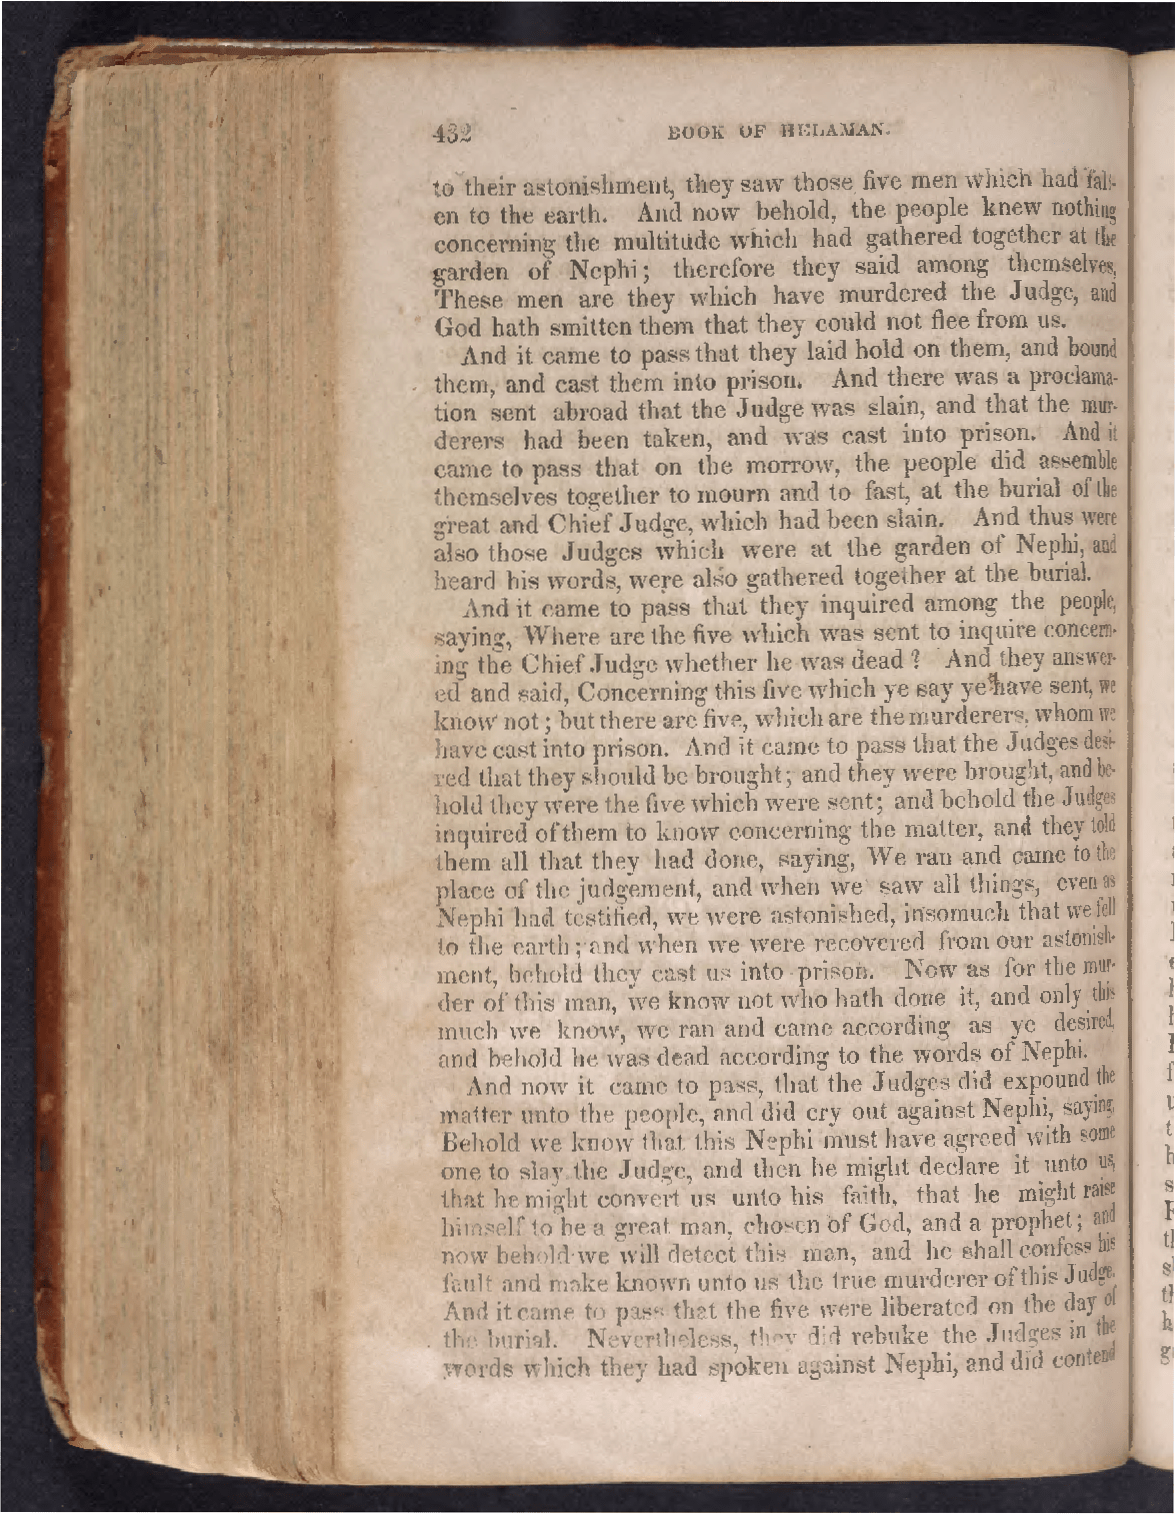 432 BOOK OF HELAMAN.
to their astonishment, they saw those five men which had fall-
en to the earth. And now behold, the people knew nothing
concerning the multitude which had gathered together at the
garden of Nephi; therefore they said among themselves,
These men are they which have murdered the Judge, and
God hath smitten them that they could not flee from us.
And it came to pass that they laid hold on them, and bound
them, and cast them into prison. And there was a proclama-
tion sent abroad that the Judge was slain, and that the mur-
derers had been taken, and was cast into prison. And it
came to pass that on the morrow, the people did assemble
themselves together to mourn and to fast, at the burial of the
great and Chief Judge, which had been slain. And thus were
also those Judges which were at the garden of Nephi, and
heard his words, were also gathered together at the burial.
And it came to pass that they inquired among the people,
saying, Where are the five which was sent to inquire concern-
ing the Chief Judge whether he was dead? And they answer-
ed and said, Concerning this five which ye say ye have sent, we
know not; but there are five, which are the murderers, whom we
have cast into prison. And it came to pass that the Judges desi-
red that they should be brought; and they were brought, and be-
hold they were the five which were sent; and behold the Judges
inquired of them to know concerning the matter, and they told
them all that they had done, saying, We ran and came to the
place of the judgement, and when we saw all things, even as
Nephi had testified, we were astonished, insomuch that we fell
to the earth; and when we were recovered from our astonish-
ment, behold they cast us into prison. Now as for the mur-
der of this man, we know not who hath done it, and only this
much we know, we ran and came according as ye desired,
and behold he was dead according to the words of Nephi.
And now it came to pass, that the Judges did expound the
matter unto the people, and did cry out against Nephi, saying,
Behold we know that this Nephi must have agreed with some
one to slay the Judge, and then he might declare it unto us,
that he might convert us unto his faith, that he might raise
himself to be a great man, chosen of God, and a prophet; and
now behold we will detect this man, and he shall confess his
fault and make known unto us the true murderer of this Judge.
And it came to pass that the five were liberated on the day of
the burial. Nevertheless, they did rebuke the Judges in the
words which they had spoken against Nephi, and did contend